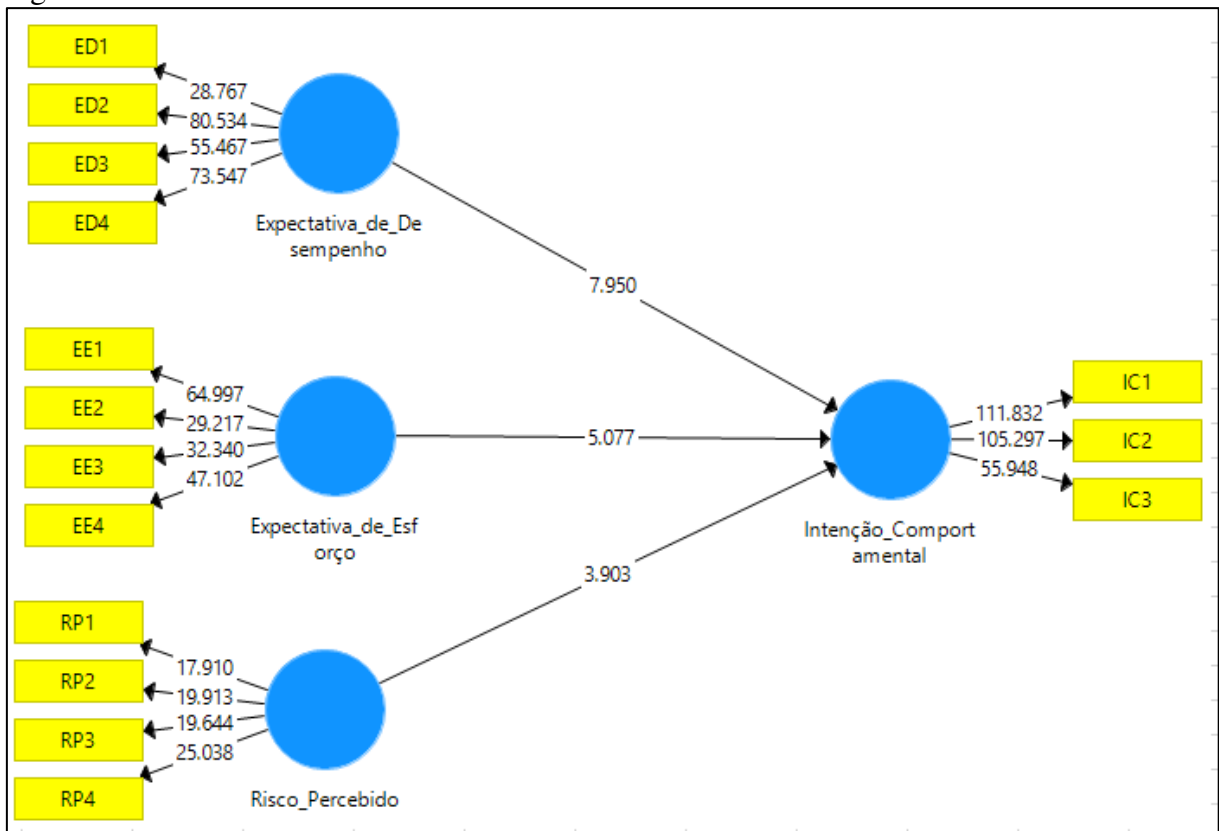 ED1
28.767
ED2
80.534
55.467
ED3
73.547
ED4
Expectativa_de_De
sempenho
7.950
EE1
64.997
EE2
29.217
32.340
EE3
47.102
EE4
Expectativa_de_Esf
orço
5.077
IC1
111.832
105.297
IC2
55.948
IC3
Intenção_Comport
amental
3.903
RP1
17.910
RP2
19.913
19.644
RP3
25.038
RP4
Risco_Percebido